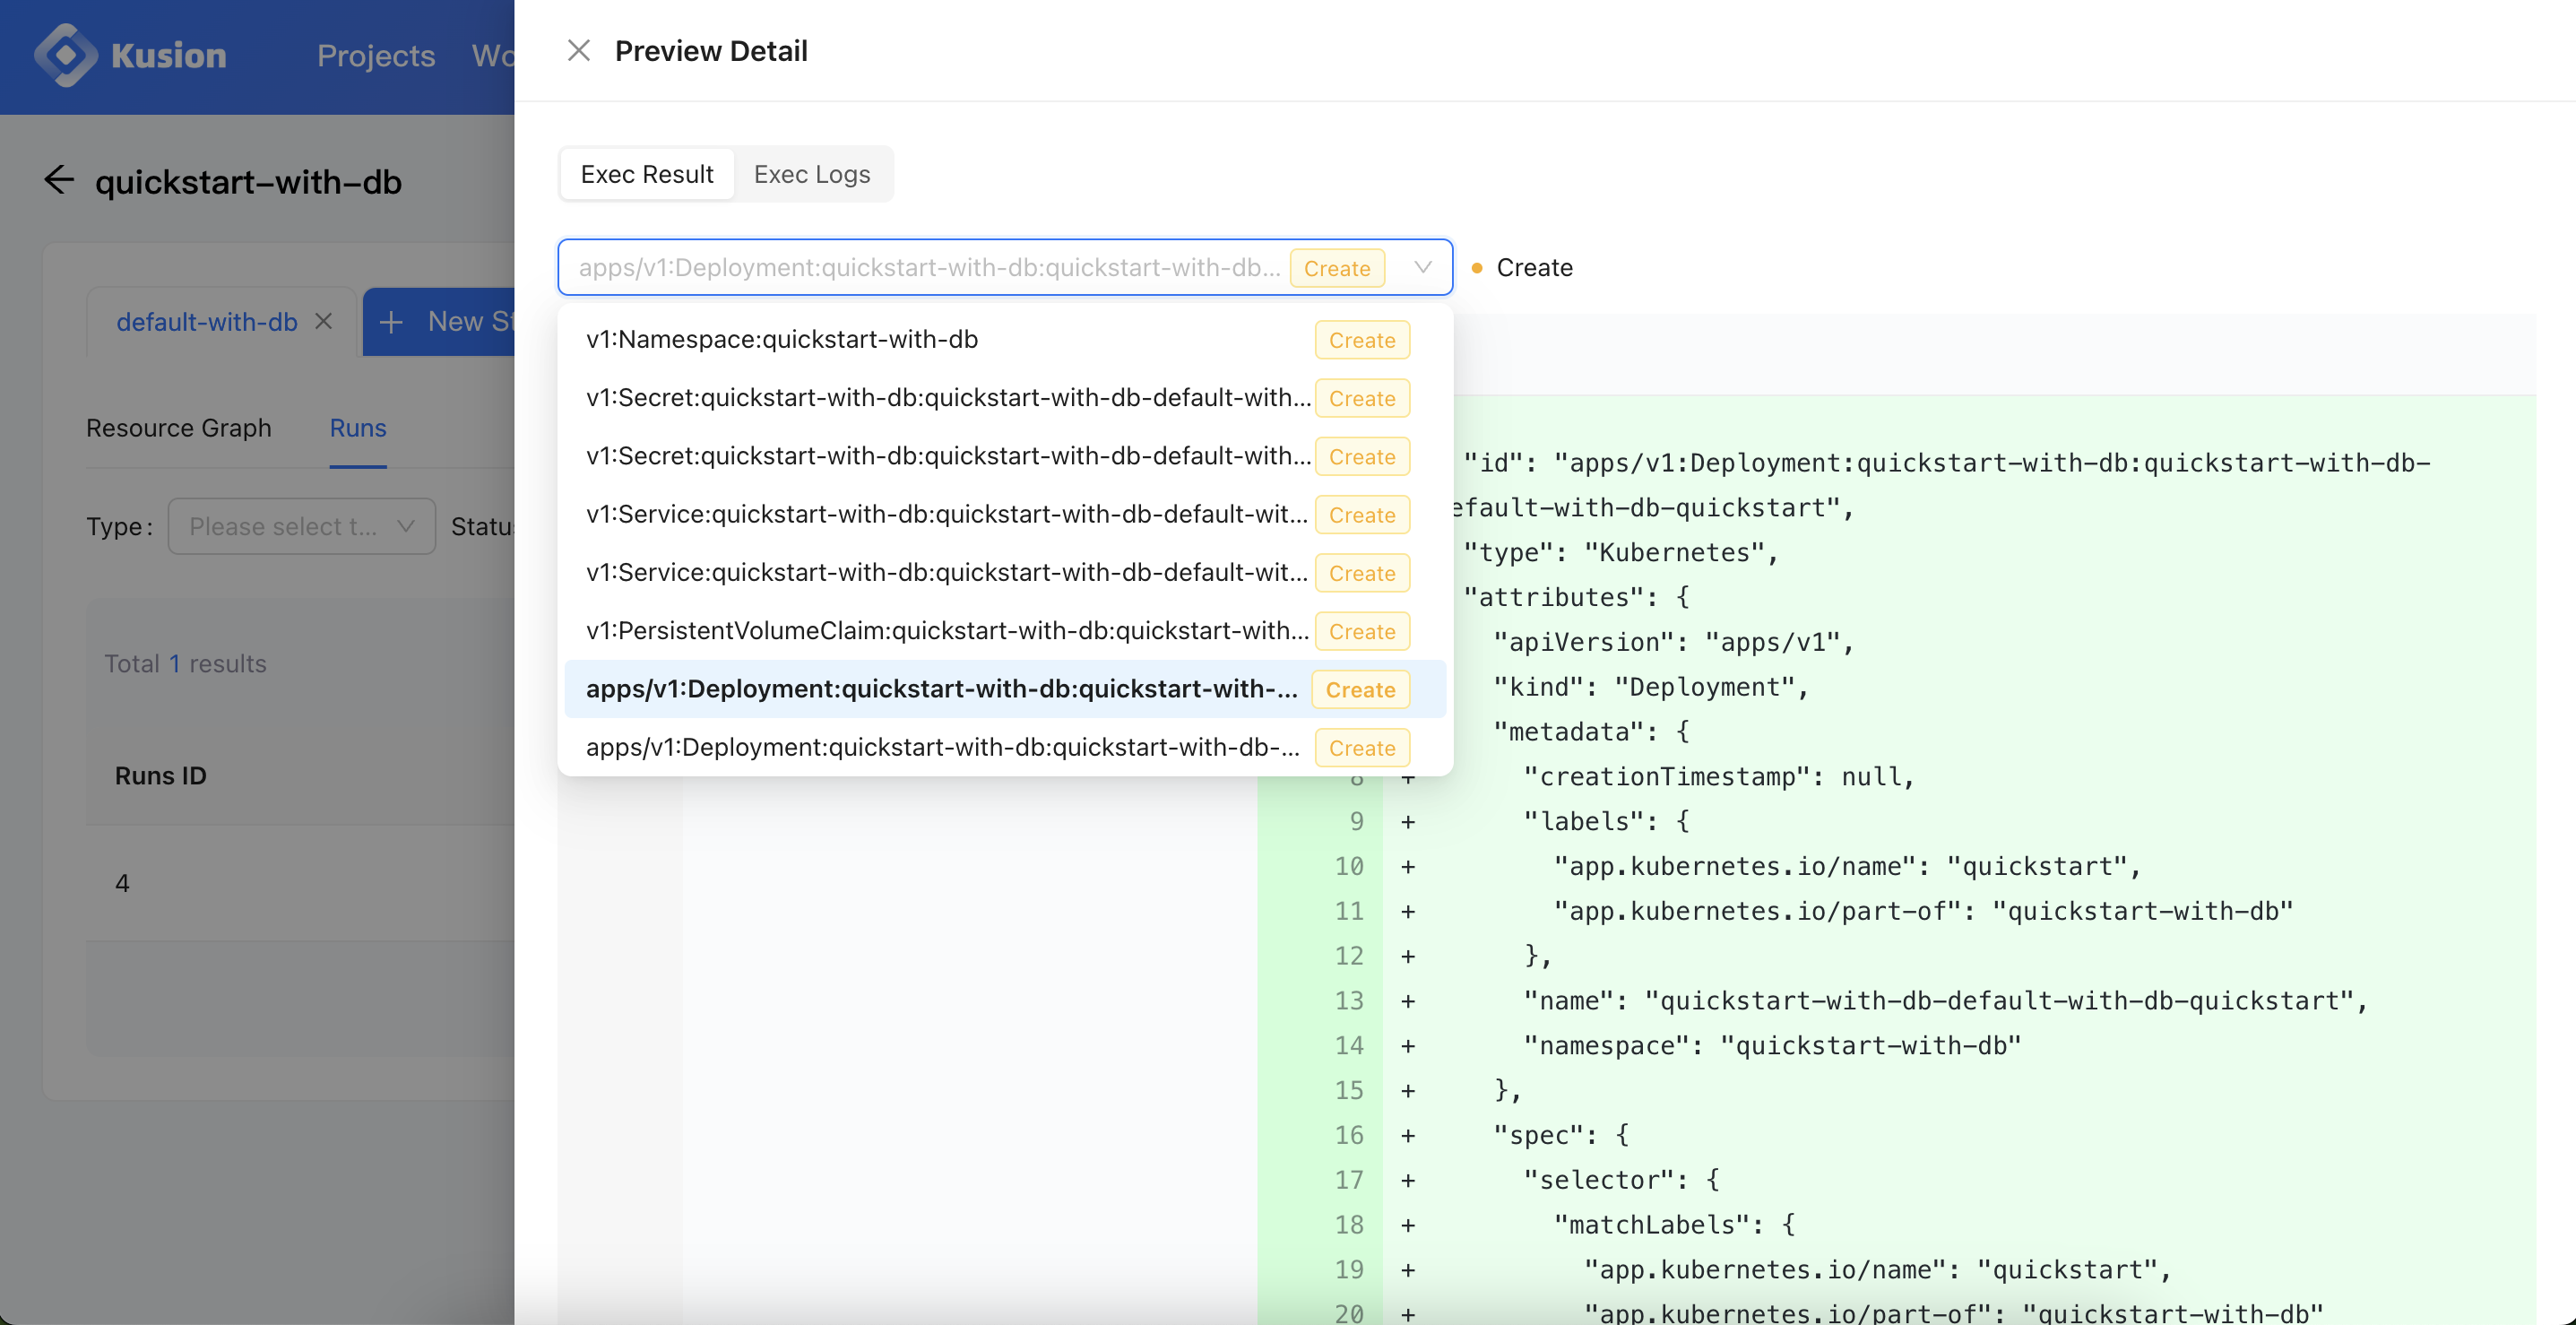 Kusion
Projects
Preview Detail
quickstart-with-db
Exec Result
Exec Logs
apps/v1:Deployment:quickstart-with-db:quickstart-with-db... Create
Create
default-with-db
New
v1:Namespace:quickstart-with-db Create
v1:Secret:quickstart-with-db:quickstart-with-db-default-with... Create
v1:Secret:quickstart-with-db:quickstart-with-db-default-with... Create
v1:Service:quickstart-with-db:quickstart-with-db-default-wit... Create
v1:Service:quickstart-with-db:quickstart-with-db-default-wit... Create
v1:PersistentVolumeClaim:quickstart-with-db:quickstart-with... Create
apps/v1:Deployment:quickstart-with-db:quickstart-with-... Create
apps/v1:Deployment:quickstart-with-db:quickstart-with-db-... Create
Resource Graph
Runs
Type: Please select t...
Total 1 results
Runs ID
4
"id": "apps/v1:Deployment:quickstart-with-db:quickstart-with-db-
efault-with-db-quickstart",
"type": "Kubernetes",
"attributes": {
"apiVersion": "apps/v1",
"kind": "Deployment",
"metadata": {
8 + "creationTimestamp": null,
9 + "labels": {
10 + "app.kubernetes.io/name": "quickstart",
11 + "app.kubernetes.io/part-of": "quickstart-with-db"
12 + },
13 + "name": "quickstart-with-db-default-with-db-quickstart",
14 + "namespace": "quickstart-with-db"
15 + },
16 + "spec": {
17 + "selector": {
18 + "matchLabels": {
19 + "app.kubernetes.io/name": "quickstart",
20 + "app.kubernetes.io/part-of": "quickstart-with-db"